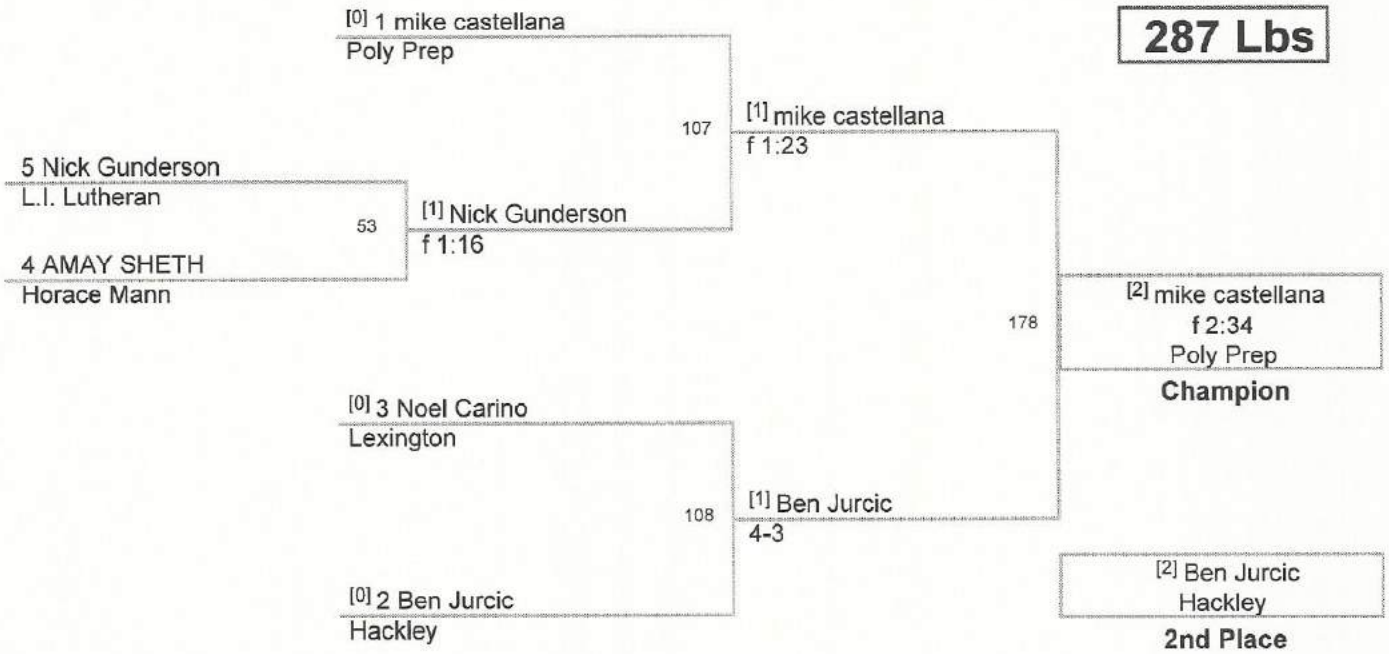 [0] 1 mike castellana
Poly Prep
287 Lbs
107
[1] mike castellana
f 1:23
5 Nick Gunderson
L.I. Lutheran
53
[1] Nick Gunderson
f 1:16
4 AMAY SHETH
Horace Mann
178
[2] mike castellana
f 2:34
Poly Prep
Champion
[0] 3 Noel Carino
Lexington
108
[1] Ben Jurcic
4-3
[0] 2 Ben Jurcic
Hackley
[2] Ben Jurcic
Hackley
2nd Place